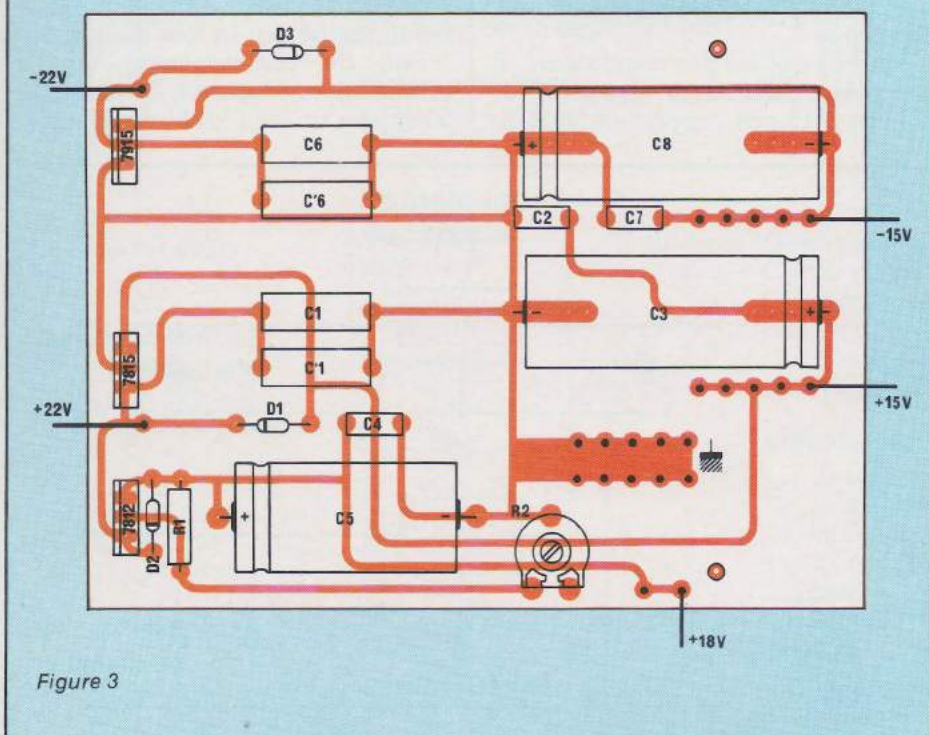 D3
-22V
7915
C6
+
C8
-
C'6
C2
C7
-15V
C1
-
C3
+
7815
C'1
+22V
D1
C4
+15V
7812
D2
R1
+
C5
-
R2
+18V
Figure 3